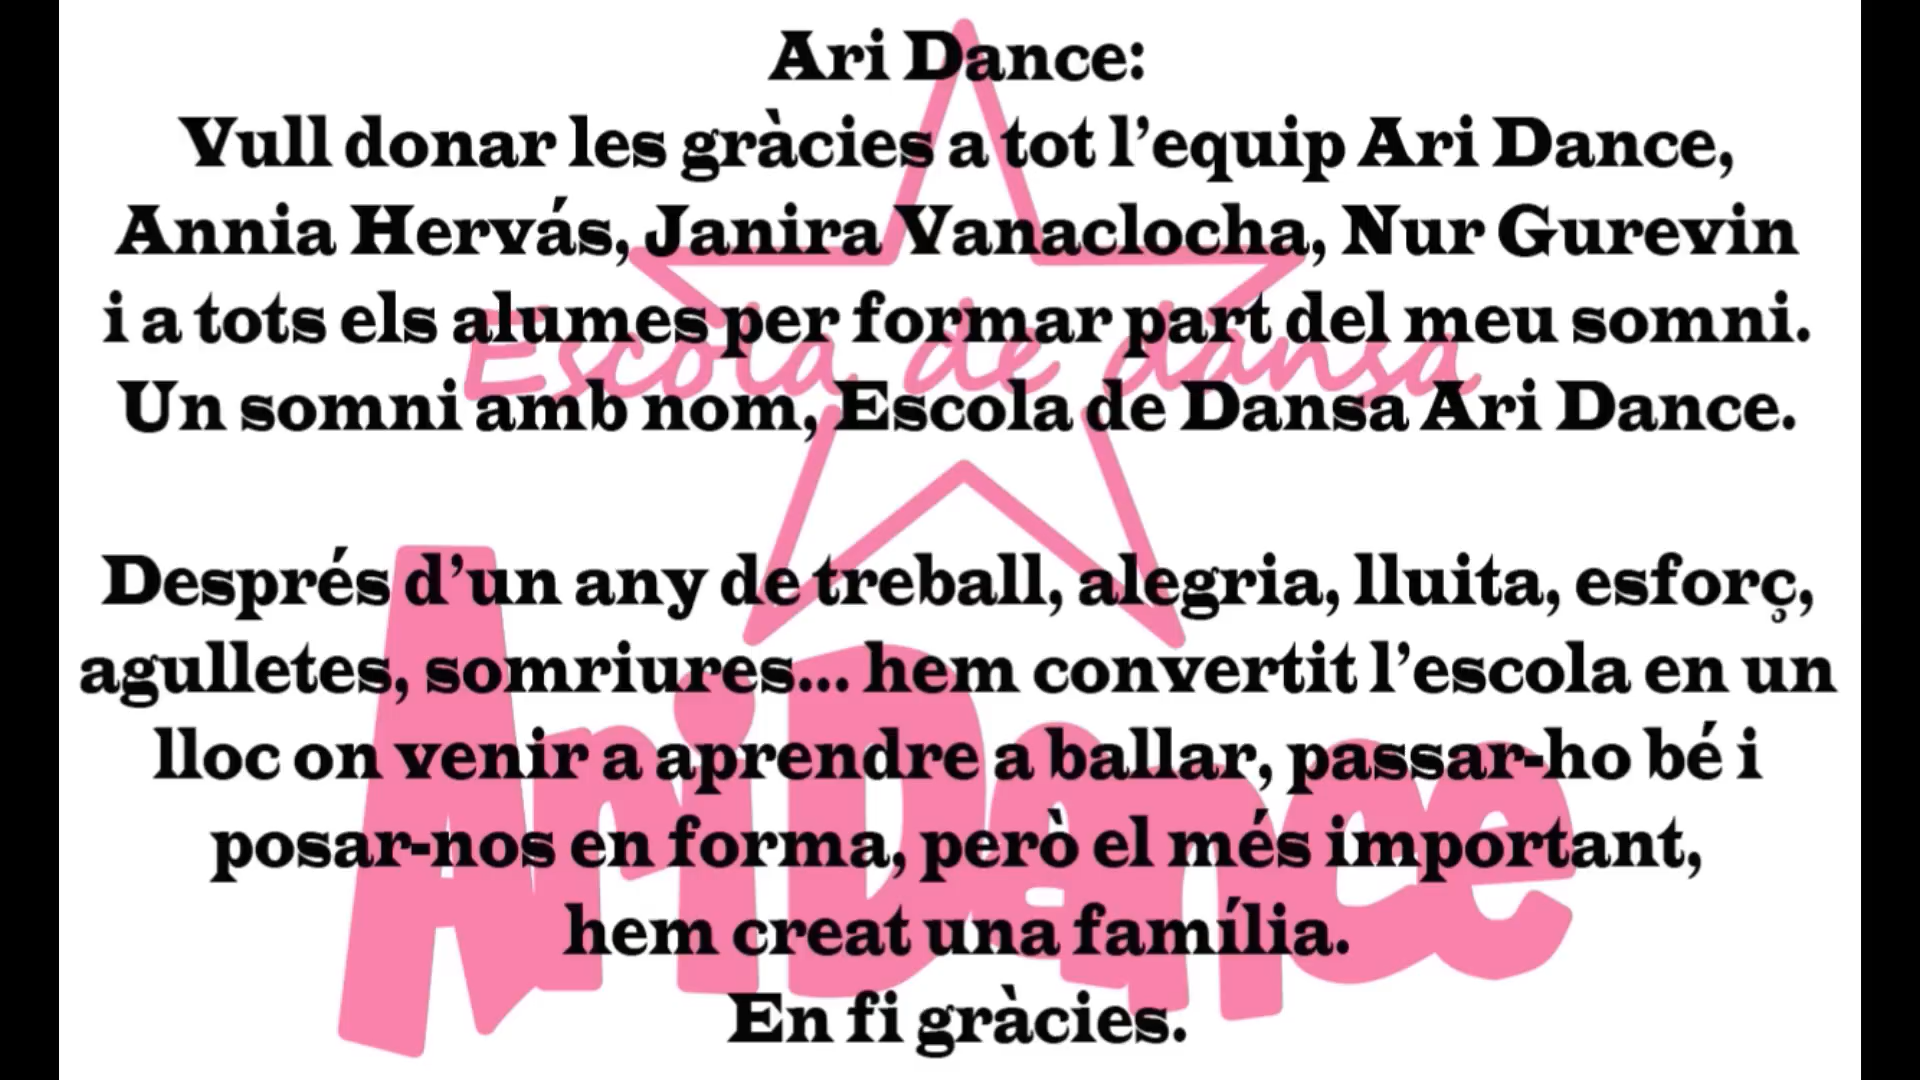 Ari Dance:
Vull donar les gràcies a tot l’equip Ari Dance,
Annia Hervás, Janira Vanaclocha, Nur Gurevin
i a tots els alumes per formar part del meu somni.
Escola de dansa
Un somni amb nom, Escola de Dansa Ari Dance.
Després d’un any de treball, alegria, lluita, esforç,
agulletes, somriures... hem convertit l’escola en un
lloc on venir a aprendre a ballar, passar-ho bé i
posar-nos en forma, però el més important,
AriDance
hem creat una família.
En fi gràcies.